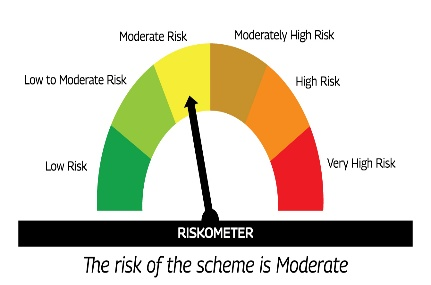 Moderate Risk
Moderately High Risk
Low to Moderate Risk
High Risk
Low Risk
Very High Risk
RISKOMETER
The risk of the scheme is Moderate